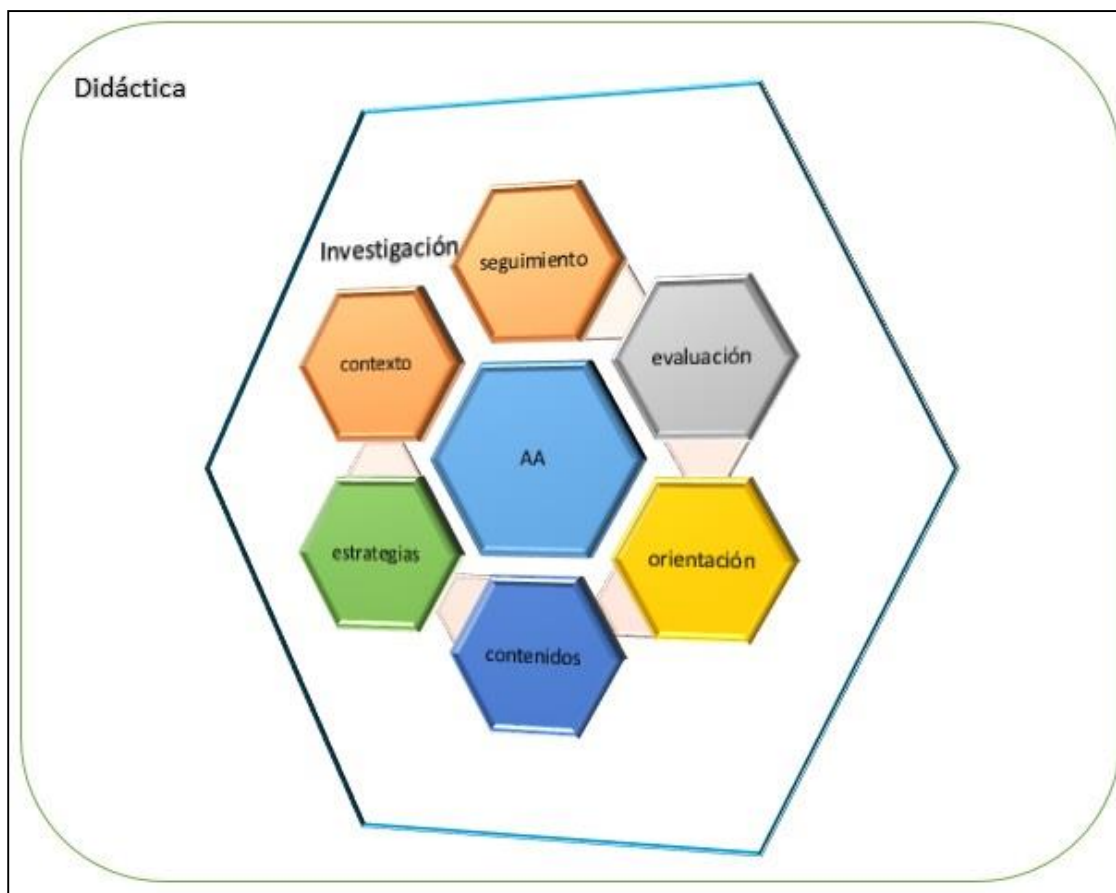 Didáctica
Investigación
seguimiento
contexto
evaluación
AA
estrategias
orientación
contenidos